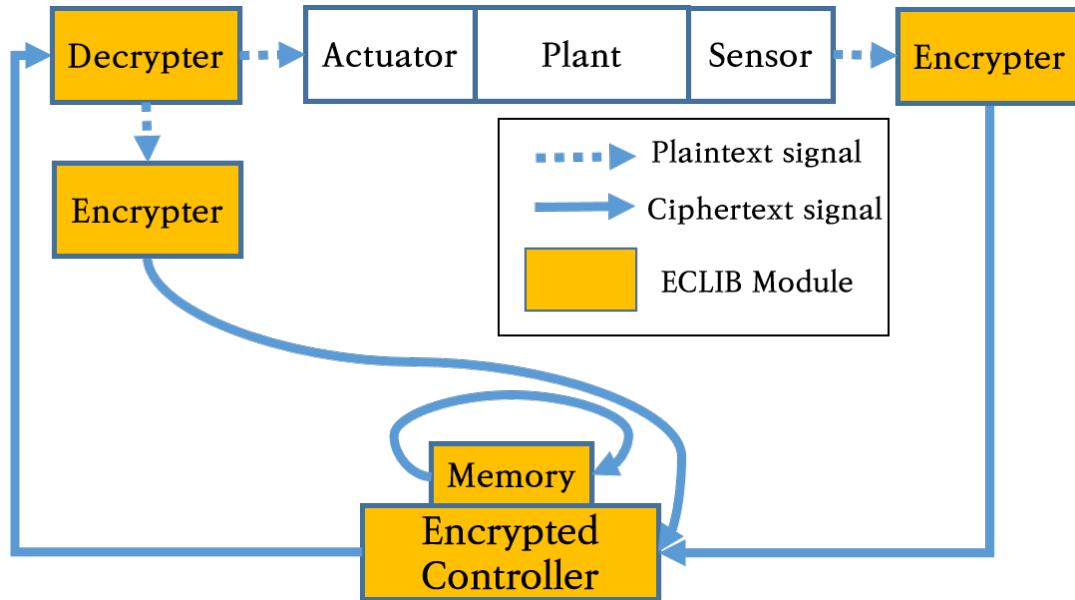 Decrypter
Actuator
Plant
Sensor
Encrypter
Plaintext signal
Encrypter
Ciphertext signal
ECLIB Module
Memory
Encrypted
Controller